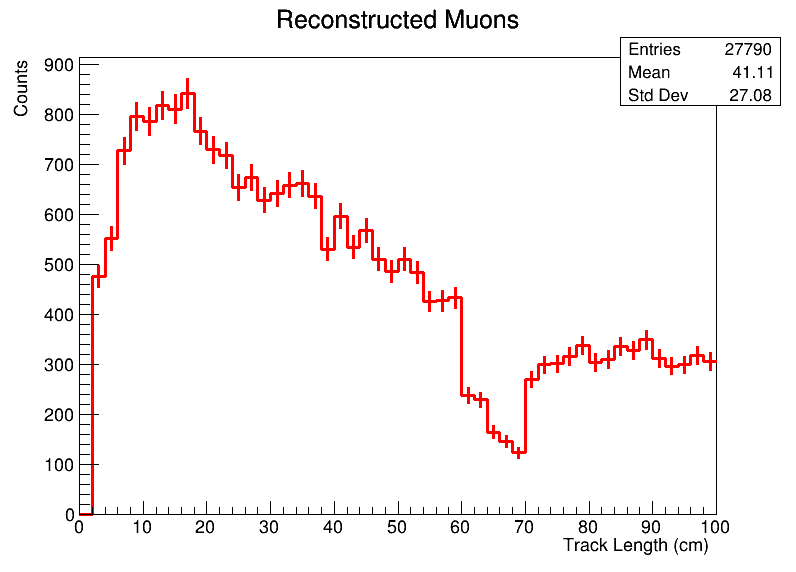 Reconstructed Muons
Entries 27790
Mean 41.11
Std Dev 27.08
Counts
900
800
700
600
500
400
300
200
100
0
0 10 20 30 40 50 60 70 80 90 100
Track Length (cm)